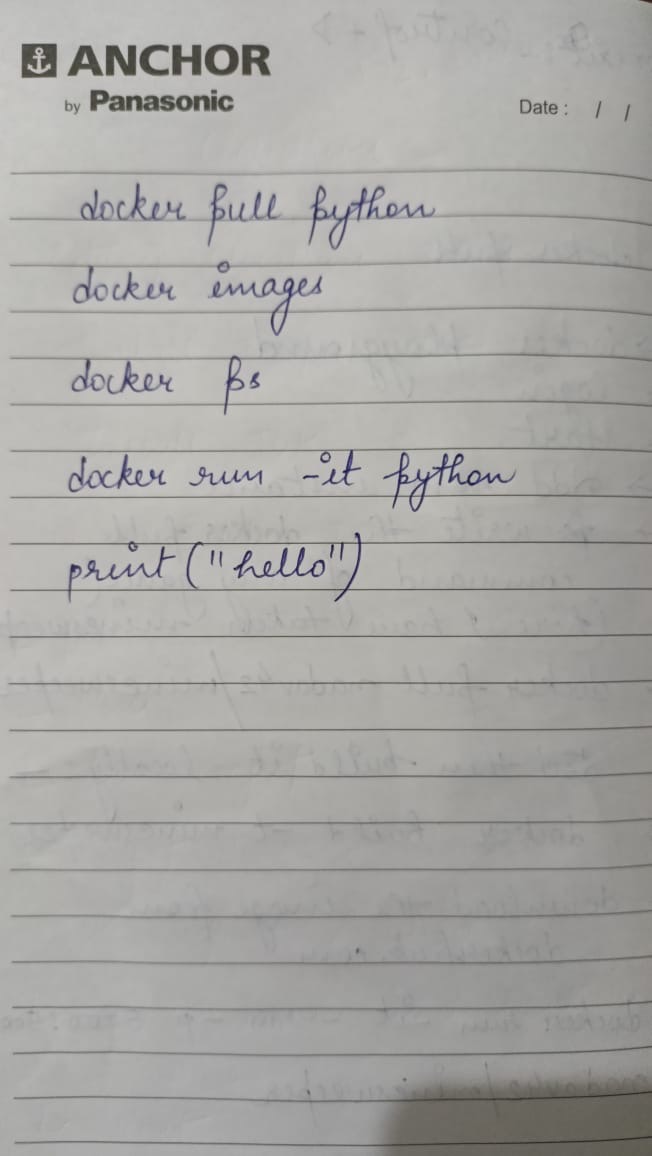 ANCHOR
by Panasonic
Date : / /
docker pull python
docker images
docker ps
docker run -it python
print("hello")